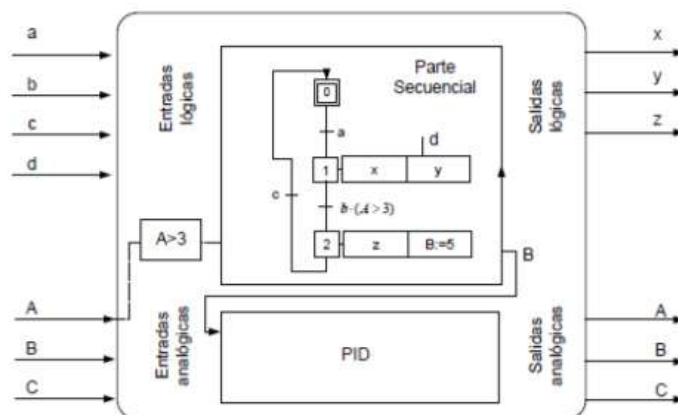 a
b
c
d
Entradas
lógicas
Parte
Secuencial
0
a
d
1
x
y
c
b·(A>3)
2
z
B:=5
A>3
B
x
y
z
Salidas
lógicas
A
B
C
Entradas
analógicas
PID
Salidas
analógicas
A
B
C